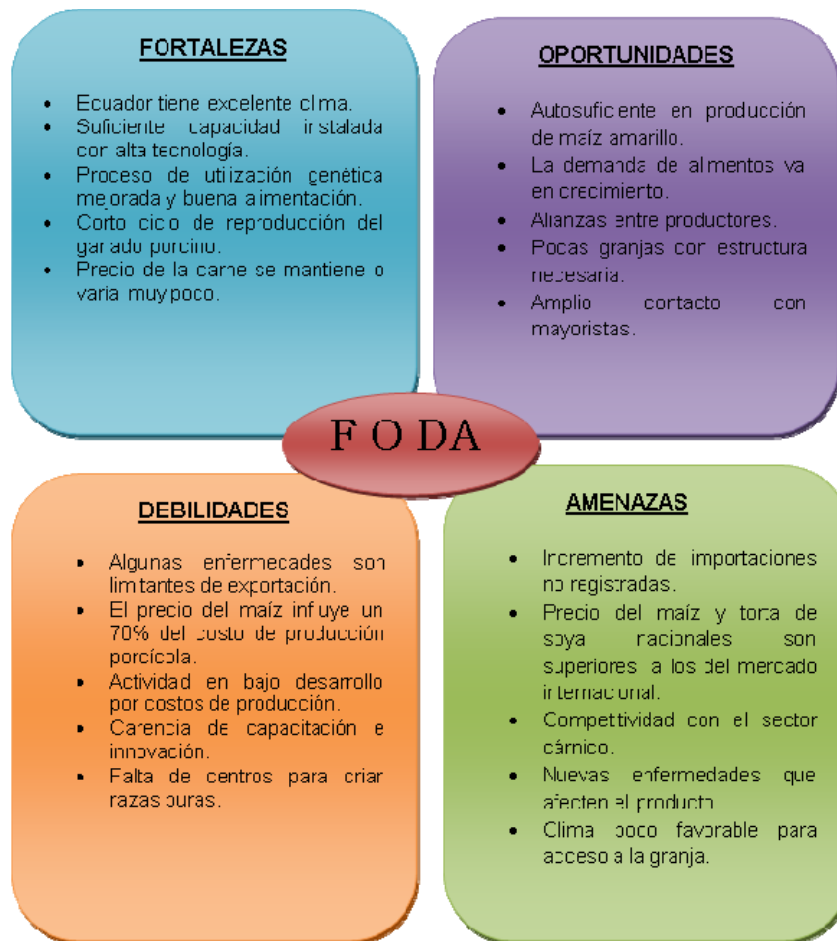 FORTALEZAS
• Ecuador tiene excelente clima.
• Suficiente capacidad instalada
con alta tecnología.
• Proceso de utilización genética
mejorada y buena alimentación.
• Corto ciclo de reproducción del
ganado porcino.
• Precio de la carne se mantiene o
varia muy poco.
OPORTUNIDADES
• Autosuficiente en producción
de maíz amarillo.
• La demanda de alimentos va
en crecimiento.
• Alianzas entre productores.
• Pocas granjas con estructura
necesaria.
• Amplio contacto con
mayoristas.
F O DA
DEBILIDADES
• Algunas enfermedades son
limitantes de exportación.
• El precio del maíz influye un
70% del costo de producción
porcícola.
• Actividad en bajo desarrollo
por costos de producción.
• Carencia de capacitación e
innovación.
• Falta de centros para criar
razas puras.
AMENAZAS
• Incremento de importaciones
no registradas.
• Precio del maíz y torta de
soya nacionales son
superiores a los del mercado
internacional.
• Competitividad con el sector
cárnico.
• Nuevas enfermedades que
afecten el producto
• Clima poco favorable para
acceso a la granja.